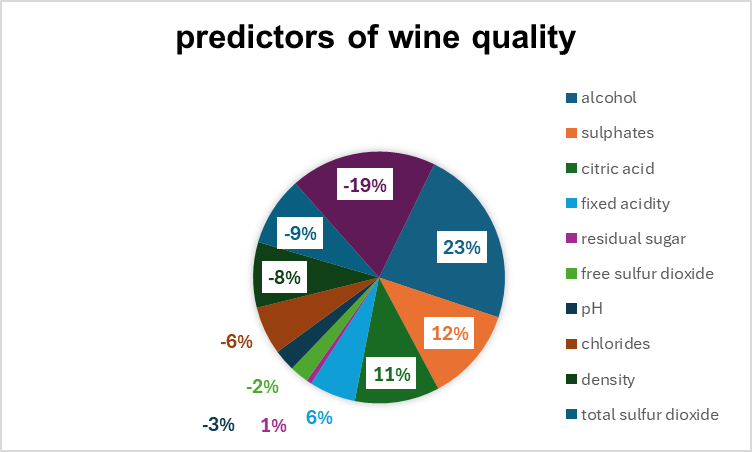 predictors of wine quality
-19%
23%
-9%
-8%
12%
11%
-6%
-2%
-3%
1%
6%
alcohol
sulphates
citric acid
fixed acidity
residual sugar
free sulfur dioxide
pH
chlorides
density
total sulfur dioxide